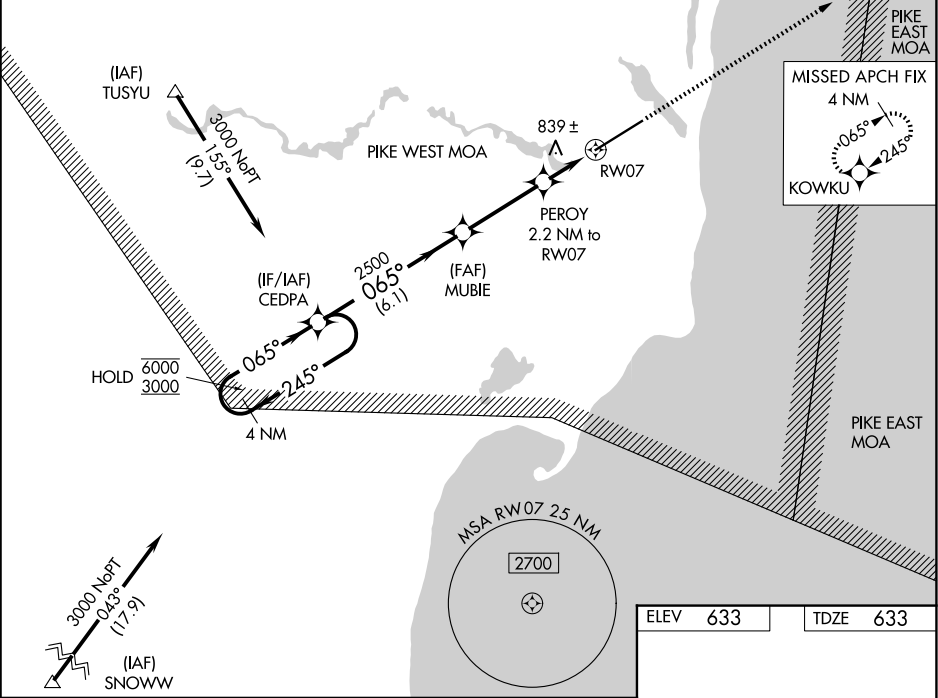 PIKE
EAST
MOA
(IAF)
TUSYU
3000 NoPT
155°
(9.7)
PIKE WEST MOA
839 ±
RW07
MISSED APCH FIX
4 NM
065°
245°
KOWKU
PEROY
2.2 NM to
RW07
(FAF)
MUBIE
2500
065°
(6.1)
(IF/IAF)
CEDPA
065°
245°
HOLD
6000
3000
4 NM
PIKE EAST
MOA
MSA RW07 25 NM
2700
3000 NoPT
043°
(17.9)
(IAF)
SNOWW
ELEV 633
TDZE 633